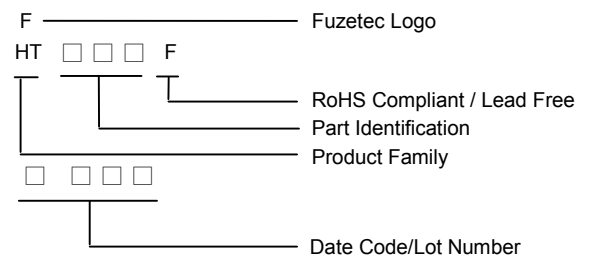 F Fuzetec Logo
HT □ □ □ F
RoHS Compliant / Lead Free
Part Identification
Product Family
□ □ □ □
Date Code/Lot Number